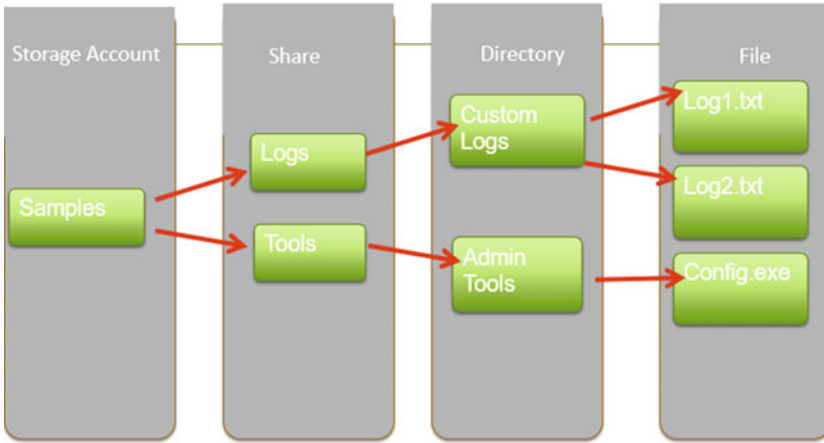 Storage Account
Share
Directory
File
Samples
Logs
Tools
Custom
Logs
Admin
Tools
Log1.txt
Log2.txt
Config.exe